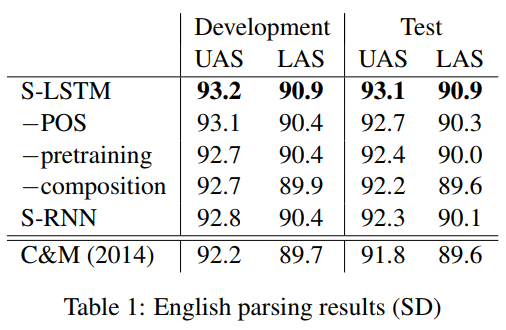 Development Test
UAS LAS UAS LAS
S-LSTM 93.2 90.9 93.1 90.9
−POS 93.1 90.4 92.7 90.3
−pretraining 92.7 90.4 92.4 90.0
−composition 92.7 89.9 92.2 89.6
S-RNN 92.8 90.4 92.3 90.1
C&M (2014) 92.2 89.7 91.8 89.6
Table 1: English parsing results (SD)